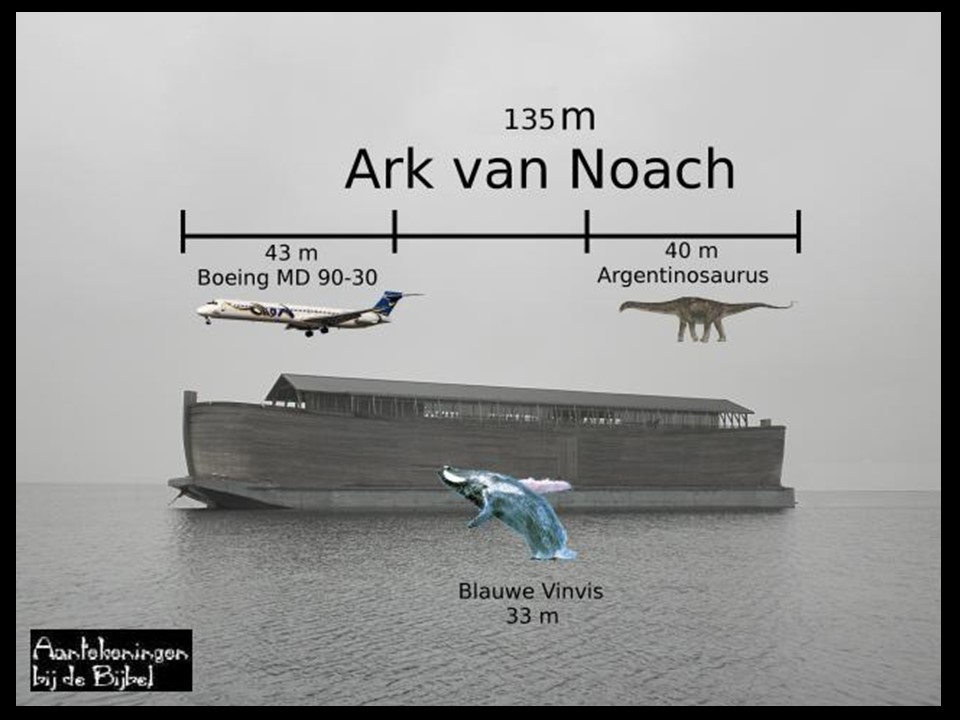 135 m
Ark van Noach
43 m
Boeing MD 90-30
40 m
Argentinosaurus
Blauwe Vinvis
33 m
Aantekeningen
bij de Bijbel